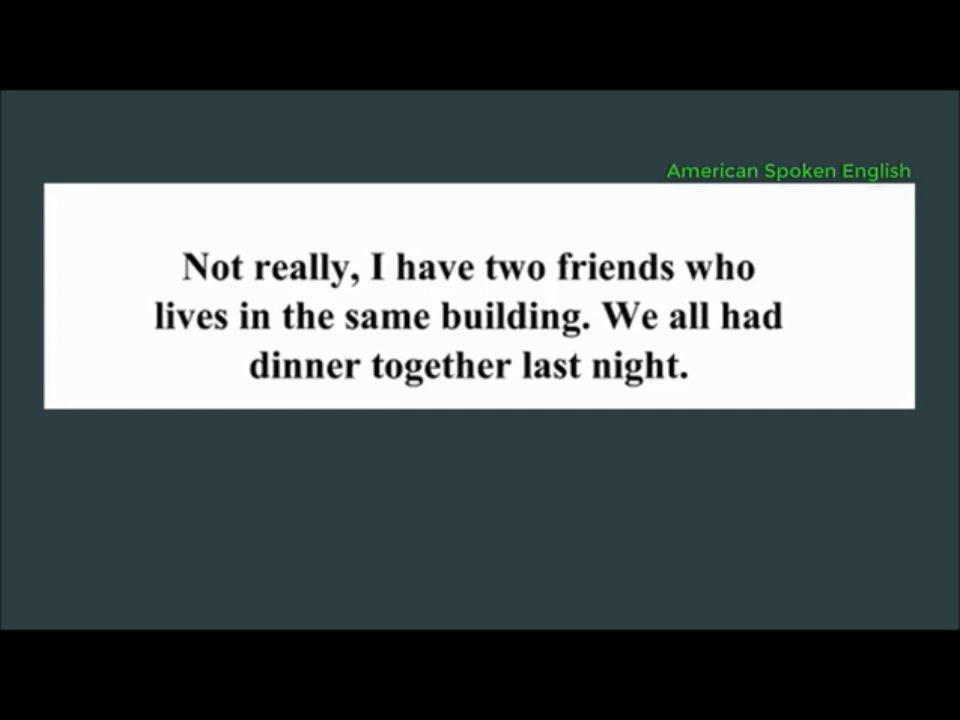 American Spoken English
Not really, I have two friends who
lives in the same building. We all had
dinner together last night.